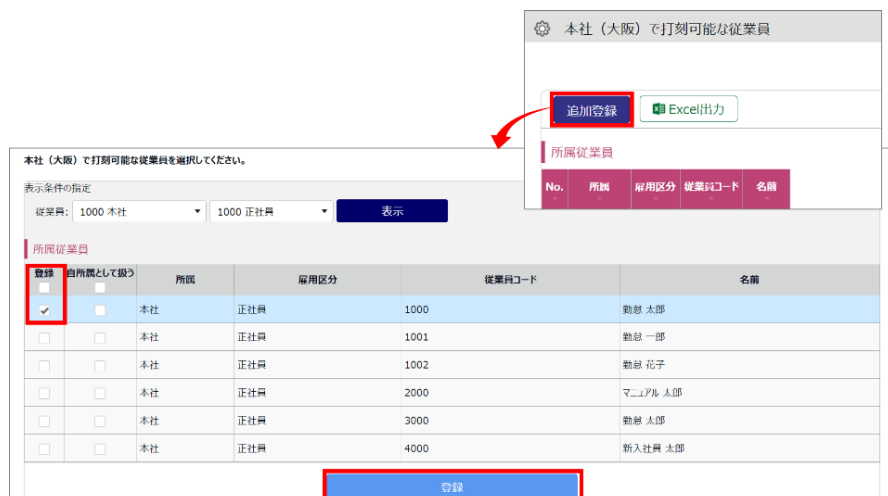 本社（大阪）で打刻可能な従業員
追加登録 Excel出力
所属従業員
No. 所属 雇用区分 従業員コード 名前
本社（大阪）で打刻可能な従業員を選択してください。
表示条件の指定
従業員: 1000 本社 1000 正社員 表示
所属従業員
登録 自所属として扱う 所属 雇用区分 従業員コード 名前
本社 正社員 1000 勤怠 太郎
本社 正社員 1001 勤怠 一郎
本社 正社員 1002 勤怠 花子
本社 正社員 2000 マニュアル 太郎
本社 正社員 3000 勤怠 太郎
本社 正社員 4000 新入社員 太郎
登録